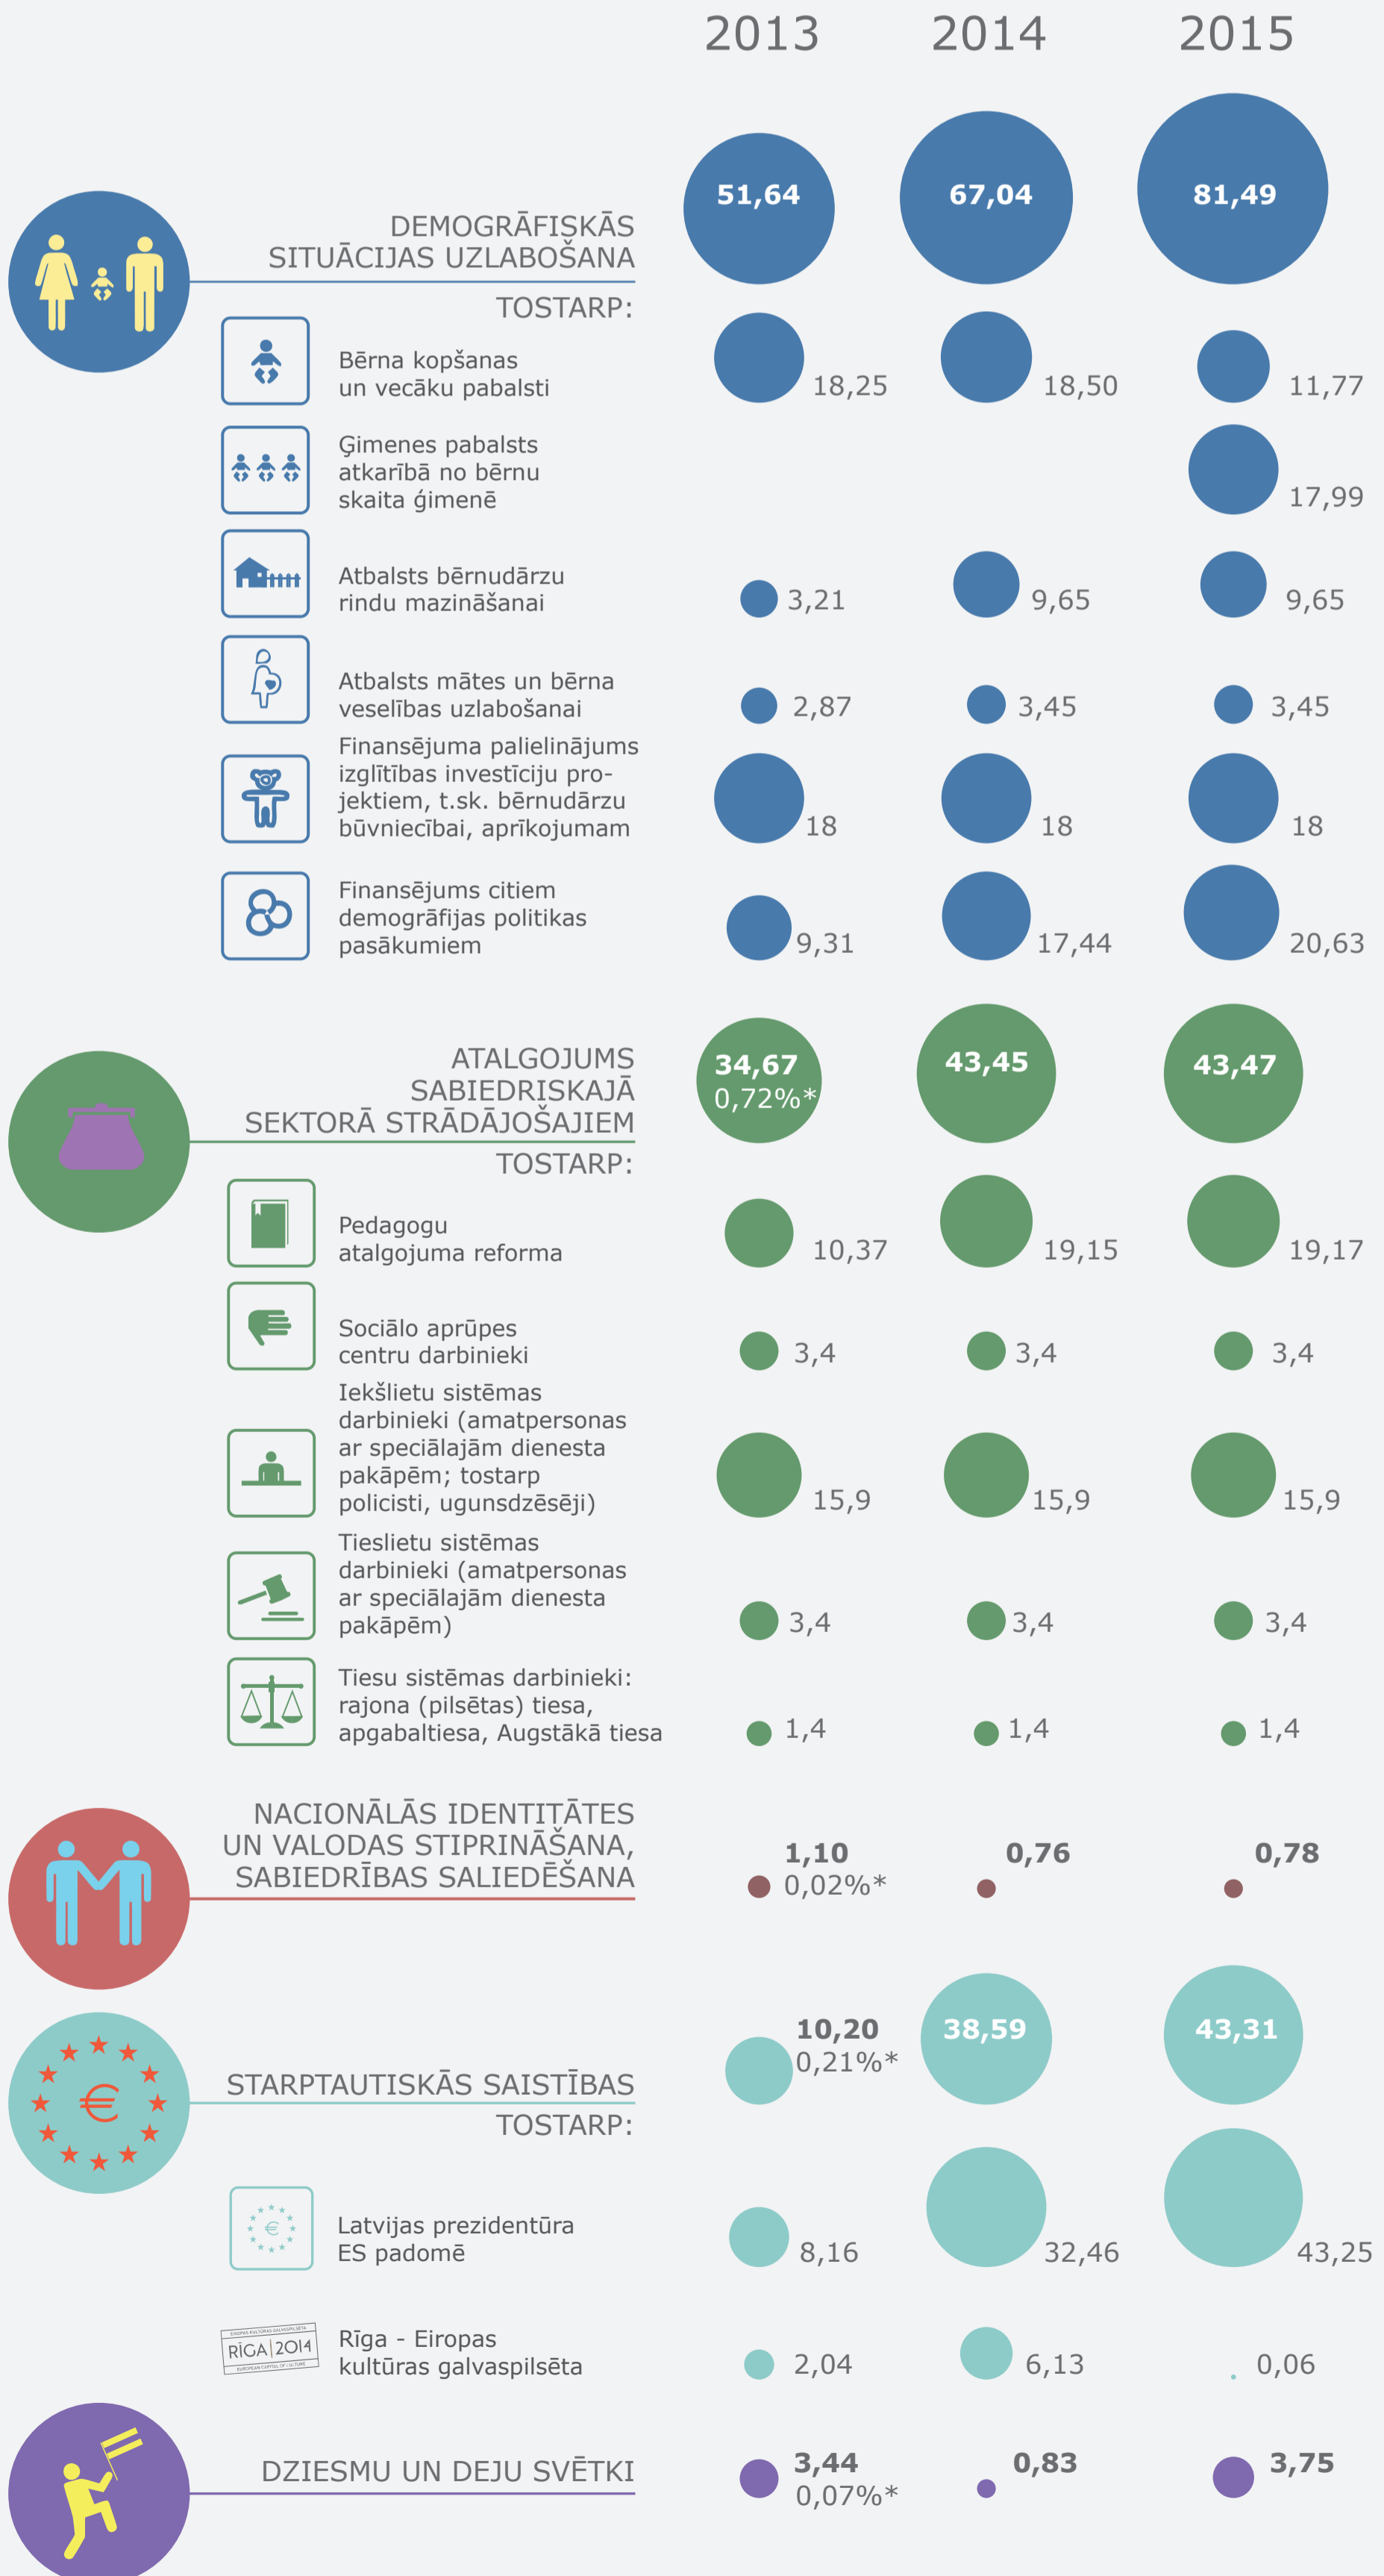 2013 2014 2015
51,64 67,04 81,49
DEMOGRĀFISKĀS
SITUĀCIJAS UZLABOŠANA
TOSTARP:
Bērna kopšanas
un vecāku pabalsti
18,25 18,50 11,77
Ģimenes pabalsts
atkarībā no bērnu
skaita ģimenē
17,99
Atbalsts bērnudārzu
rindu mazināšanai
3,21 9,65 9,65
Atbalsts mātes un bērna
veselības uzlabošanai
2,87 3,45 3,45
Finansējuma palielinājums
izglītības investīciju pro-
jektiem, t.sk. bērnudārzu
būvniecībai, aprīkojumam
18 18 18
Finansējums citiem
demogrāfijas politikas
pasākumiem
9,31 17,44 20,63
ATALGOJUMS
SABIEDRISKAJĀ
SEKTORĀ STRĀDĀJOŠAJIEM
34,67 43,45 43,47
0,72%*
TOSTARP:
Pedagogu
atalgojuma reforma
10,37 19,15 19,17
Sociālo aprūpes
centru darbinieki
3,4 3,4 3,4
Iekšlietu sistēmas
darbinieki (amatpersonas
ar speciālajām dienesta
pakāpēm; tostarp
policisti, ugunsdzēsēji)
15,9 15,9 15,9
Tieslietu sistēmas
darbinieki (amatpersonas
ar speciālajām dienesta
pakāpēm)
3,4 3,4 3,4
Tiesu sistēmas darbinieki:
rajona (pilsētas) tiesa,
apgabaltiesa, Augstākā tiesa
1,4 1,4 1,4
NACIONĀLĀS IDENTITĀTES
UN VALODAS STIPRINĀŠANA,
SABIEDRĪBAS SALIEDĒŠANA
1,10 0,76 0,78
0,02%*
10,20 38,59 43,31
0,21%*
STARPTAUTISKĀS SAISTĪBAS
TOSTARP:
Latvijas prezidentūra
ES padomē
8,16 32,46 43,25
EIROPAS KULTŪRAS GALVASPILSĒTA
RĪGA 2014
EUROPEAN CAPITAL OF CULTURE
Rīga - Eiropas
kultūras galvaspilsēta
2,04 6,13 0,06
DZIESMU UN DEJU SVĒTKI
3,44 0,83 3,75
0,07%*